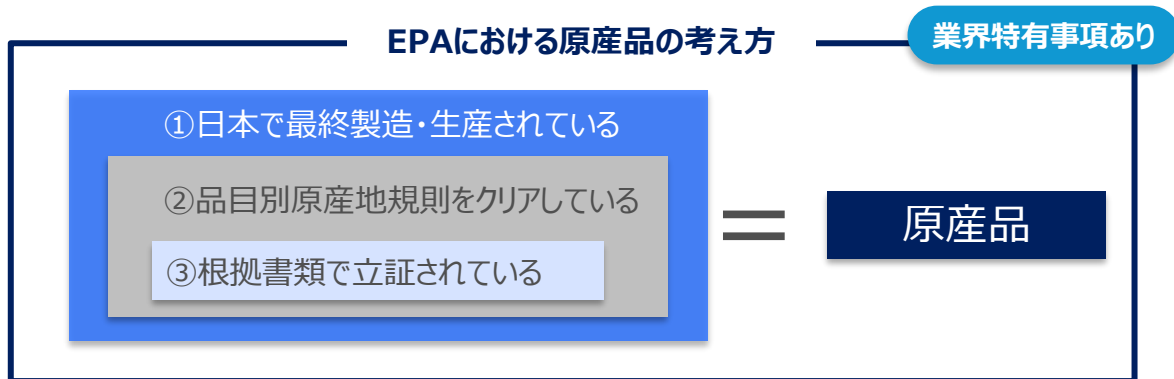 EPAにおける原産品の考え方
業界特有事項あり
①日本で最終製造・生産されている
②品目別原産地規則をクリアしている
③根拠書類で立証されている
＝
原産品